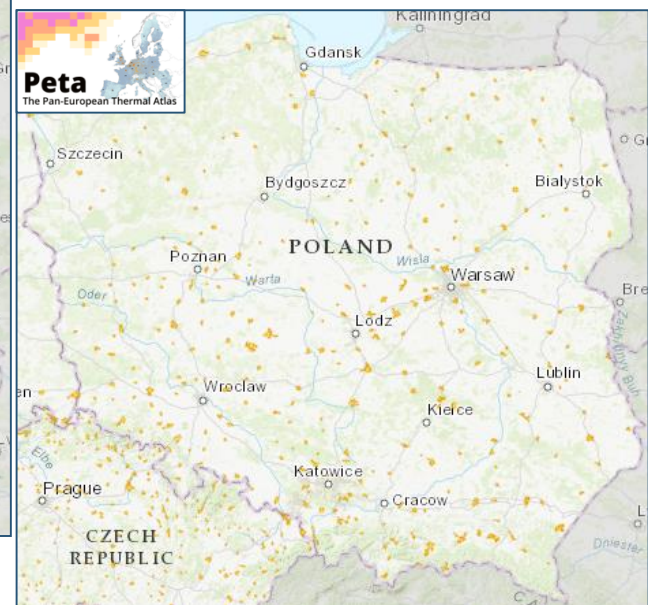 Kaliningrad
Peta
The Pan-European Thermal Atlas
Gdansk
Szczecin
Bydgoszcz
Bialystok
POLAND
Poznan
Wisla
Warsaw
Warta
Oder
Lodz
Wroclaw
Lublin
Kielce
Elbe
Katowice
Prague
Cracow
CZECH
REPUBLIC
Dniester